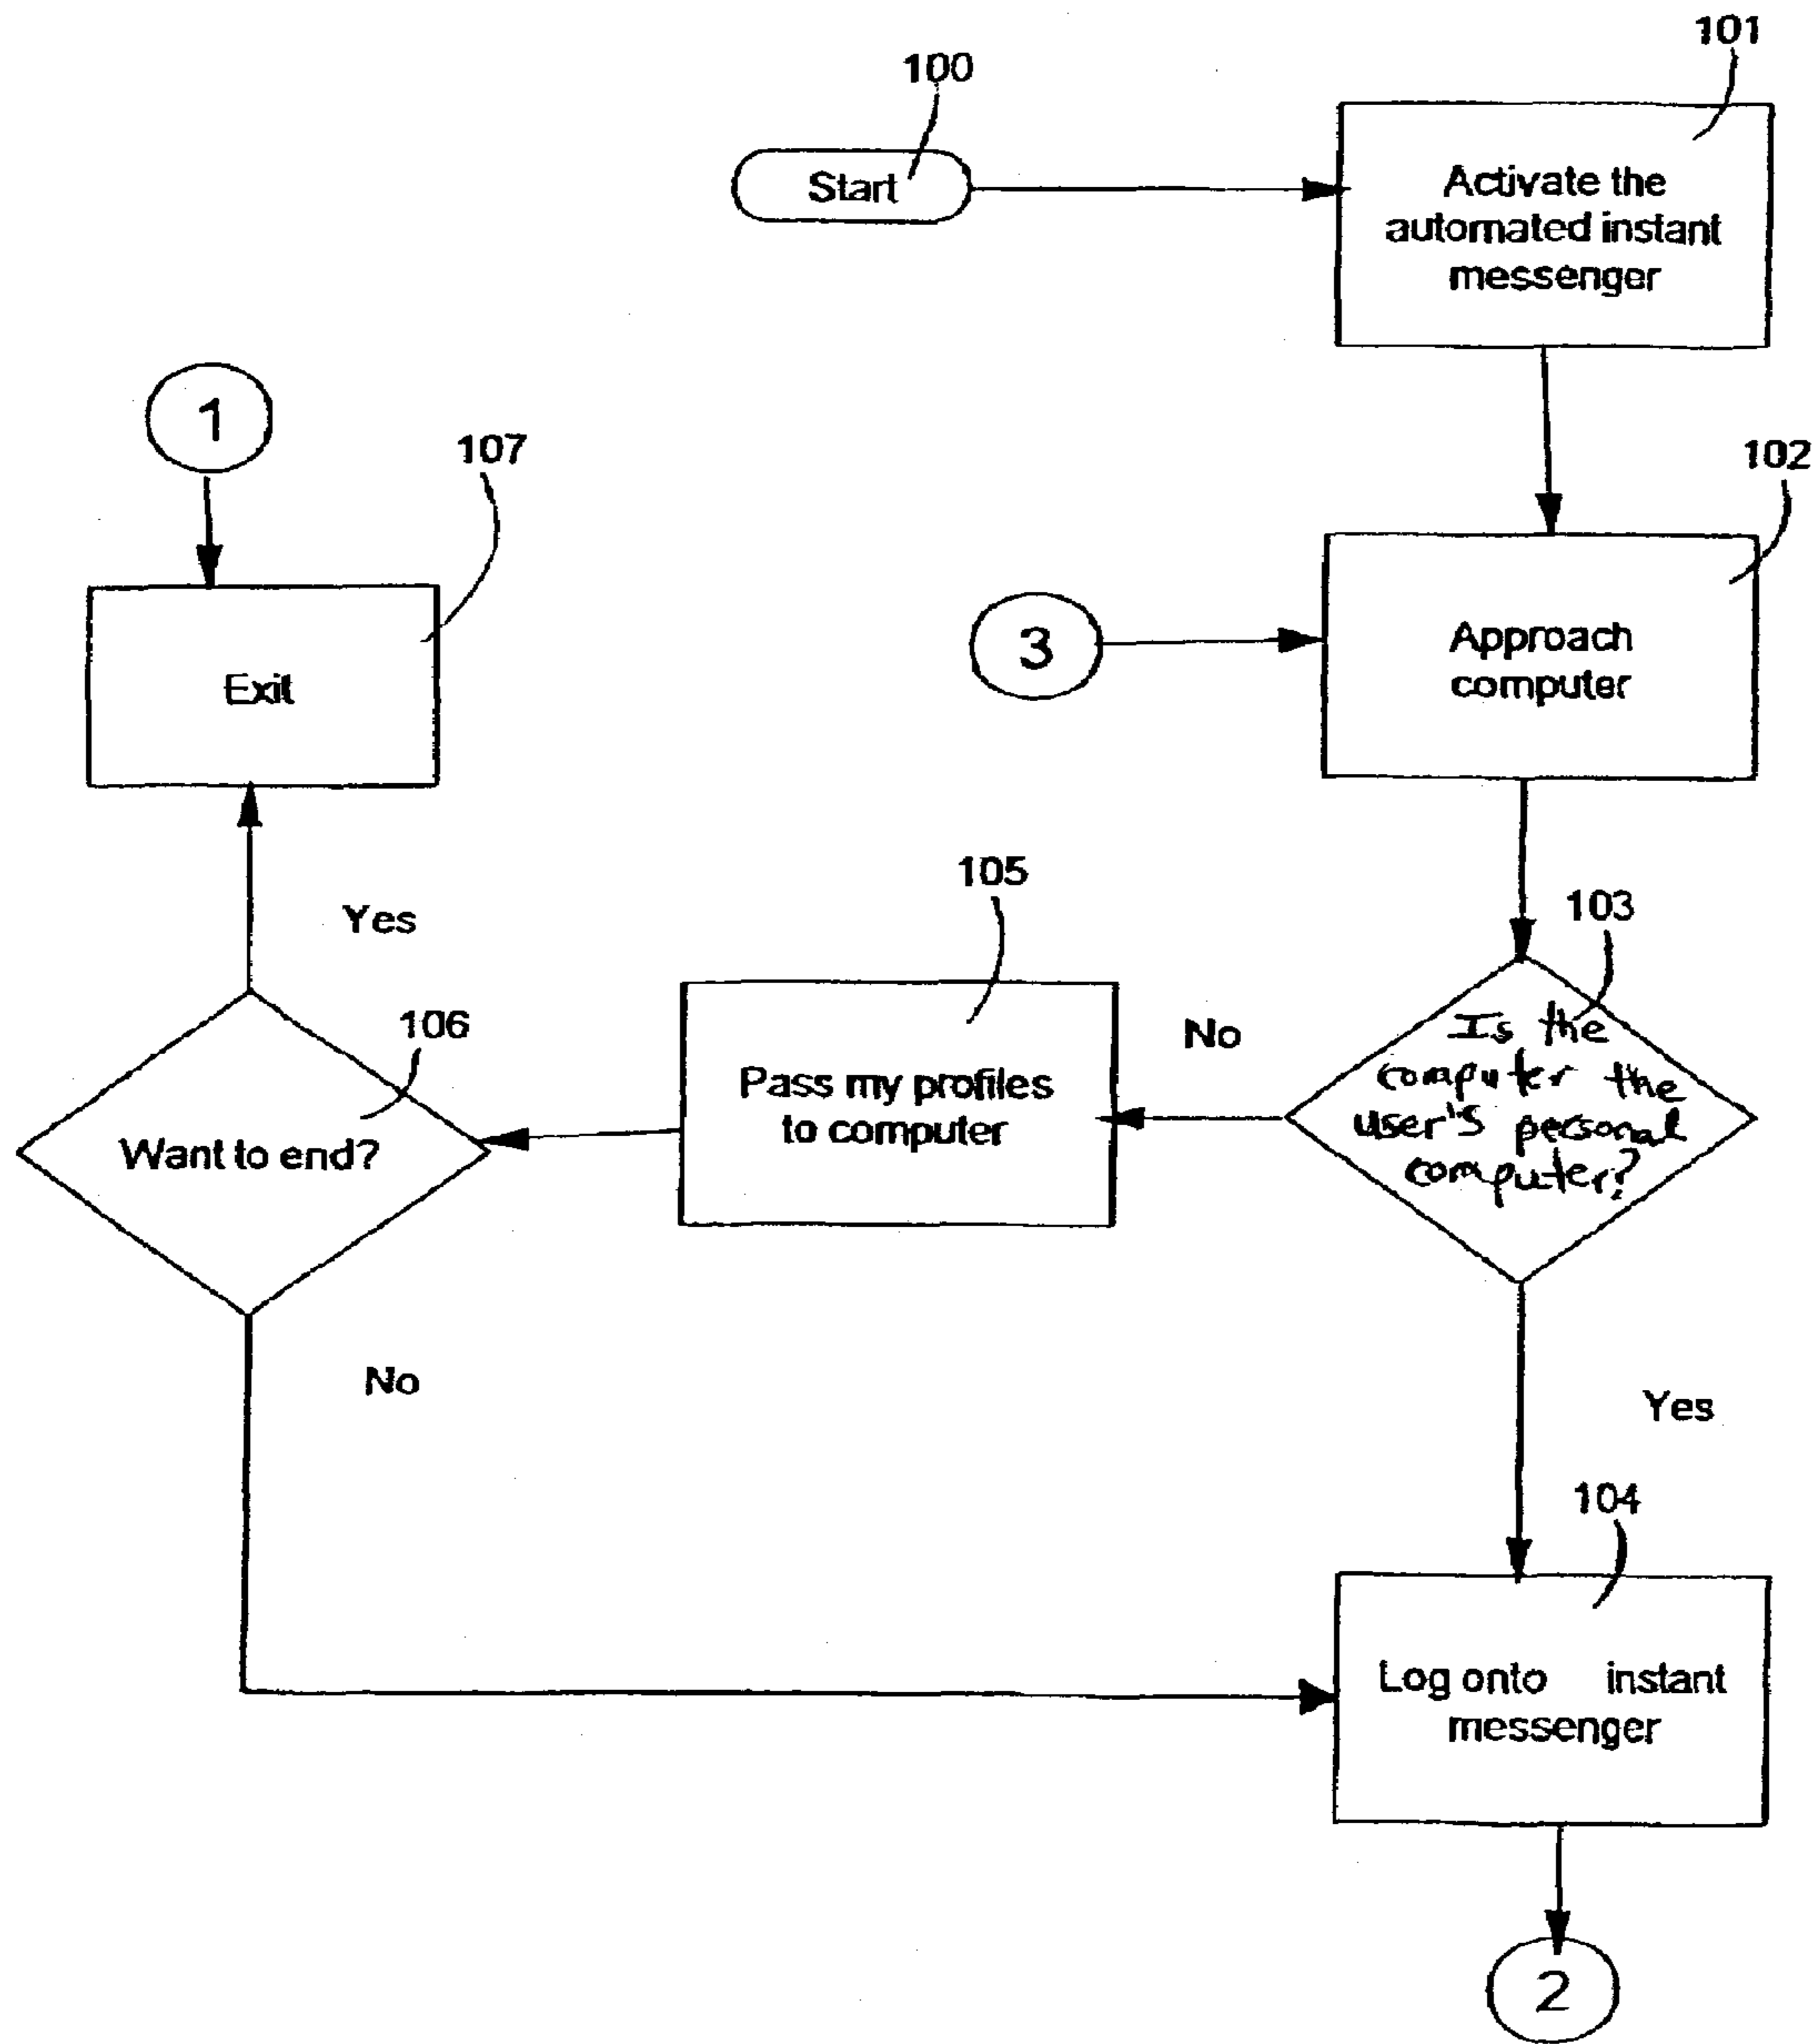 100
Start
101
Activate the
automated instant
messenger
1
107
Exit
102
3
Approach
computer
103
Is the
computer the
user's personal
computer?
No
Yes
105
Pass my profiles
to computer
106
Want to end?
Yes
No
104
Log onto instant
messenger
2